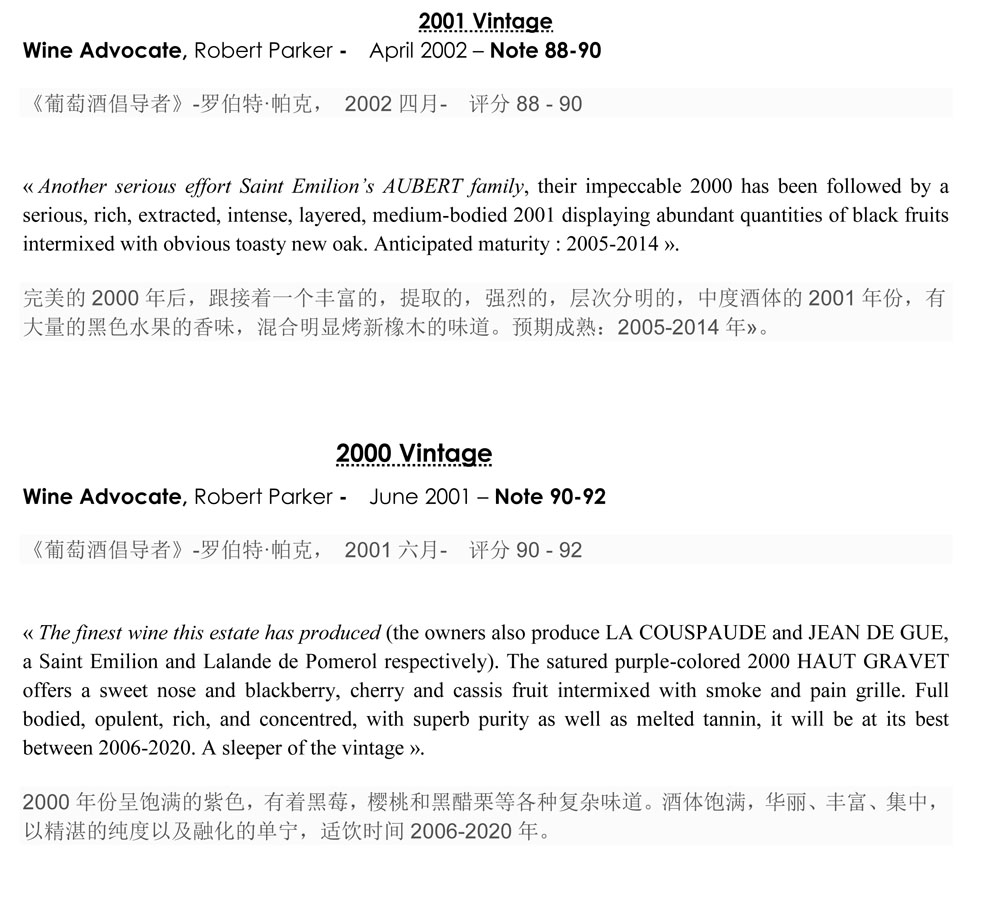 2001 Vintage
Wine Advocate, Robert Parker -   April 2002 – Note 88-90
《葡萄酒倡导者》-罗伯特·帕克， 2002 四月-   评分 88 - 90
« Another serious effort Saint Emilion’s AUBERT family, their impeccable 2000 has been followed by a
serious, rich, extracted, intense, layered, medium-bodied 2001 displaying abundant quantities of black fruits
intermixed with obvious toasty new oak. Anticipated maturity : 2005-2014 ».
完美的 2000 年后，跟接着一个丰富的，提取的，强烈的，层次分明的，中度酒体的 2001 年份，有
大量的黑色水果的香味，混合明显烤新橡木的味道。预期成熟：2005-2014 年»。
2000 Vintage
Wine Advocate, Robert Parker -   June 2001 – Note 90-92
《葡萄酒倡导者》-罗伯特·帕克， 2001 六月-   评分 90 - 92
« The finest wine this estate has produced (the owners also produce LA COUSPAUDE and JEAN DE GUE,
a Saint Emilion and Lalande de Pomerol respectively). The satured purple-colored 2000 HAUT GRAVET
offers a sweet nose and blackberry, cherry and cassis fruit intermixed with smoke and pain grille. Full
bodied, opulent, rich, and concentred, with superb purity as well as melted tannin, it will be at its best
between 2006-2020. A sleeper of the vintage ».
2000 年份呈饱满的紫色，有着黑莓，樱桃和黑醋栗等各种复杂味道。酒体饱满，华丽、丰富、集中，
以精湛的纯度以及融化的单宁，适饮时间 2006-2020 年。